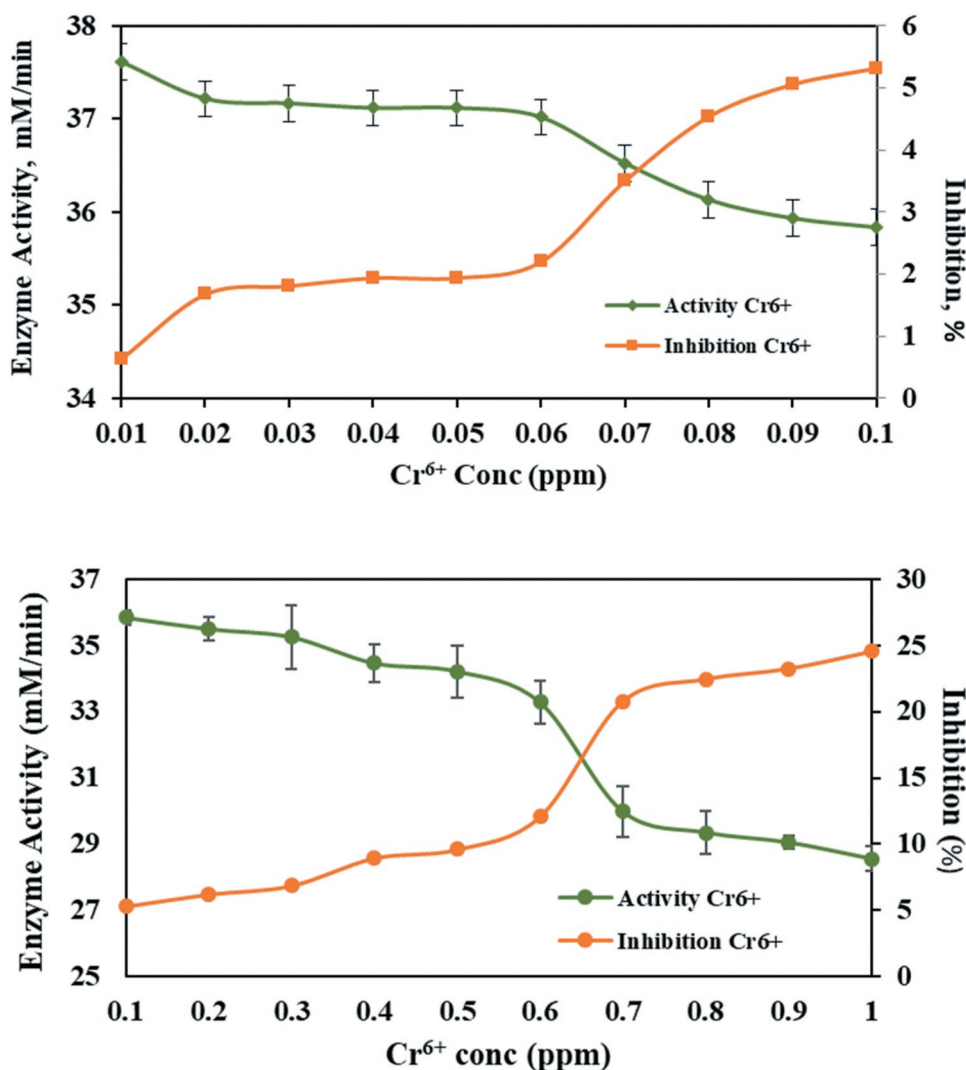 38
37
36
35
34
Enzyme Activity, mM/min
6
5
4
3
2
1
0
Inhibition, %
Activity Cr6+
Inhibition Cr6+
0.01 0.02 0.03 0.04 0.05 0.06 0.07 0.08 0.09 0.1
Cr⁶⁺ Conc (ppm)
37
35
33
31
29
27
25
Enzyme Activity (mM/min)
30
25
20
15
10
5
0
Inhibition (%)
Activity Cr6+
Inhibition Cr6+
0.1 0.2 0.3 0.4 0.5 0.6 0.7 0.8 0.9 1
Cr⁶⁺ conc (ppm)